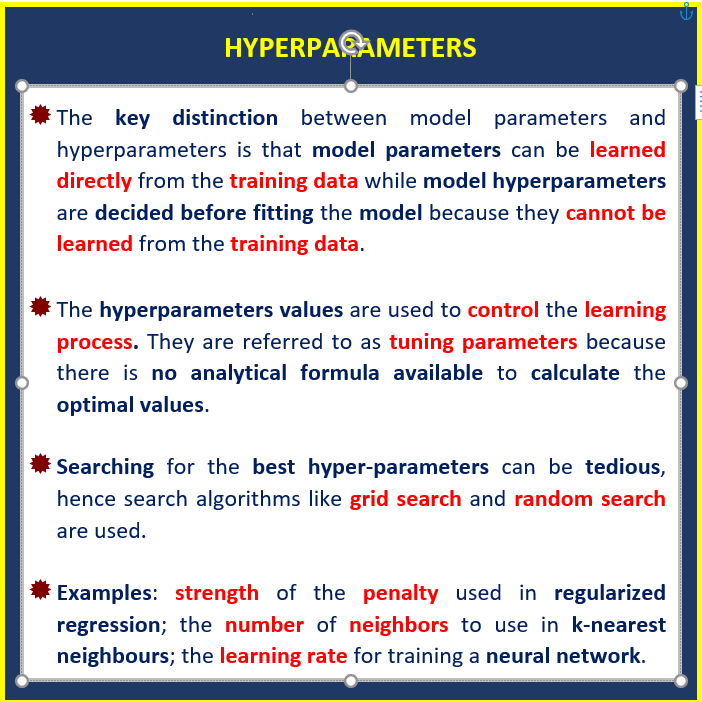 HYPERPARAMETERS
The key distinction between model parameters and
hyperparameters is that model parameters can be learned
directly from the training data while model hyperparameters
are decided before fitting the model because they cannot be
learned from the training data.
The hyperparameters values are used to control the learning
process. They are referred to as tuning parameters because
there is no analytical formula available to calculate the
optimal values.
Searching for the best hyper-parameters can be tedious,
hence search algorithms like grid search and random search
are used.
Examples: strength of the penalty used in regularized
regression; the number of neighbors to use in k-nearest
neighbours; the learning rate for training a neural network.